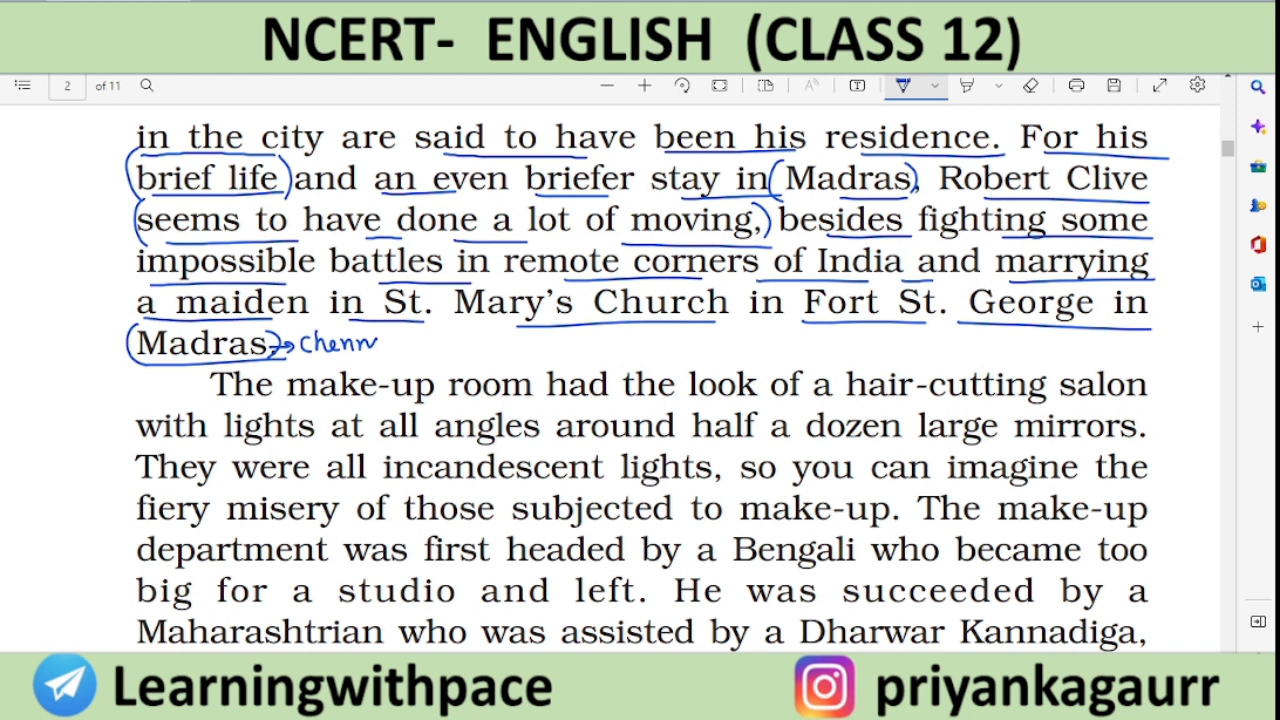 NCERT- ENGLISH (CLASS 12)
2 of 11
in the city are said to have been his residence. For his
brief life and an even briefer stay in Madras, Robert Clive
seems to have done a lot of moving, besides fighting some
impossible battles in remote corners of India and marrying
a maiden in St. Mary's Church in Fort St. George in
Madras. → Chenn
The make-up room had the look of a hair-cutting salon
with lights at all angles around half a dozen large mirrors.
They were all incandescent lights, so you can imagine the
fiery misery of those subjected to make-up. The make-up
department was first headed by a Bengali who became too
big for a studio and left. He was succeeded by a
Maharashtrian who was assisted by a Dharwar Kannadiga,
Learningwithpace priyankagaurr